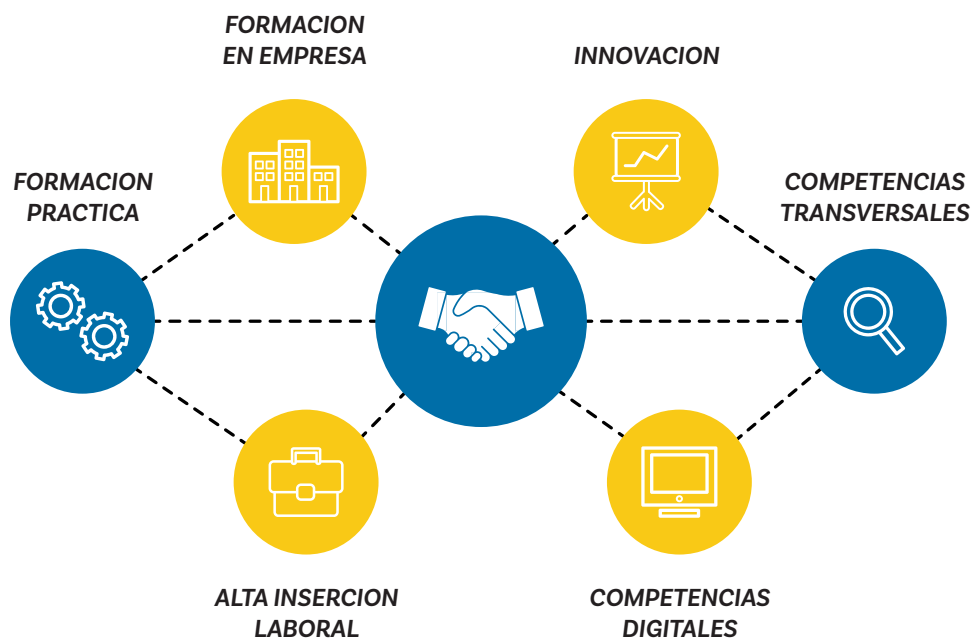 FORMACION
EN EMPRESA
INNOVACION
FORMACION
PRACTICA
COMPETENCIAS
TRANSVERSALES
ALTA INSERCION
LABORAL
COMPETENCIAS
DIGITALES